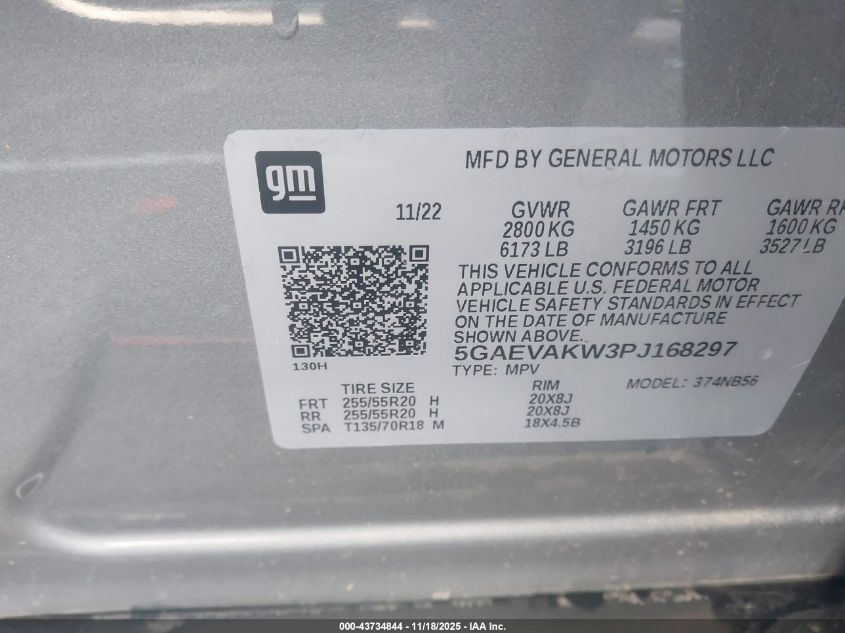 gm
MFD BY GENERAL MOTORS LLC
11/22
GVWR GAWR FRT GAWR
2800 KG 1450 KG 1600 KG
6173 LB 3196 LB 3527 LB
THIS VEHICLE CONFORMS TO ALL
APPLICABLE U.S. FEDERAL MOTOR
VEHICLE SAFETY STANDARDS IN EFFECT
ON THE DATE OF MANUFACTURE
SHOWN ABOVE.
5GAEVAKW3PJ168297
130H
TYPE: MPV MODEL: 374NB56
TIRE SIZE RIM
FRT 255/55R20 H 20X8J
RR 255/55R20 H 20X8J
SPA T135/70R18 M 18X4.5B
000-43734844 - 11/18/2025 - IAA Inc.